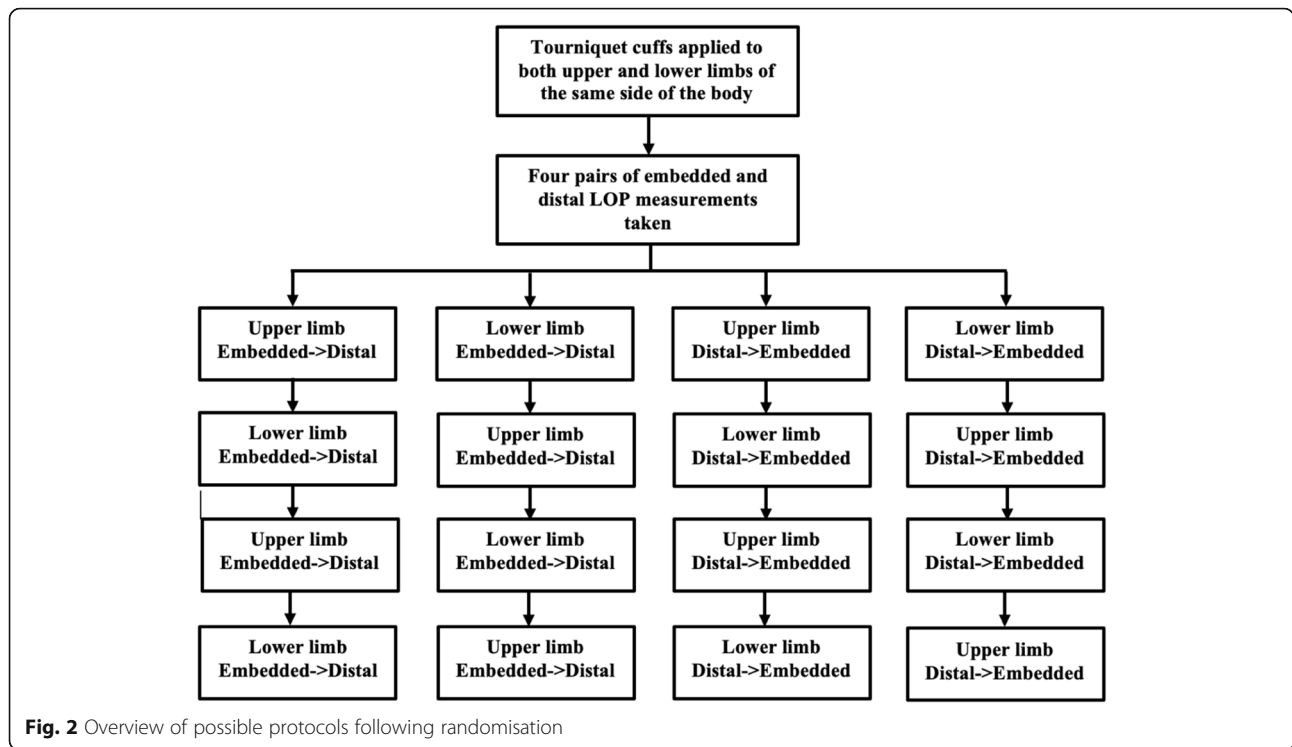 Tourniquet cuffs applied to
both upper and lower limbs of
the same side of the body
Four pairs of embedded and
distal LOP measurements
taken
Upper limb
Embedded->Distal
Lower limb
Embedded->Distal
Upper limb
Distal->Embedded
Lower limb
Distal->Embedded
Lower limb
Embedded->Distal
Upper limb
Embedded->Distal
Lower limb
Distal->Embedded
Upper limb
Distal->Embedded
Upper limb
Embedded->Distal
Lower limb
Embedded->Distal
Upper limb
Distal->Embedded
Lower limb
Distal->Embedded
Lower limb
Embedded->Distal
Upper limb
Embedded->Distal
Lower limb
Distal->Embedded
Upper limb
Distal->Embedded
Fig. 2 Overview of possible protocols following randomisation